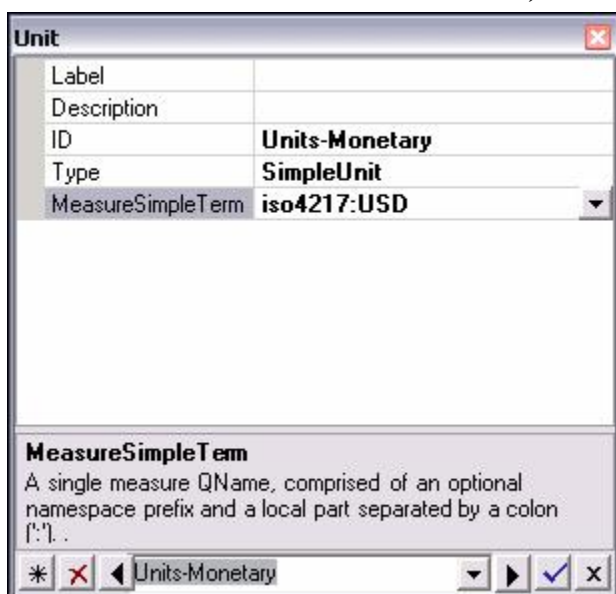 Unit
Label
Description
ID Units-Monetary
Type SimpleUnit
MeasureSimpleTerm iso4217:USD
MeasureSimpleTerm
A single measure QName, comprised of an optional
namespace prefix and a local part separated by a colon
(':'). .
Units-Monetary